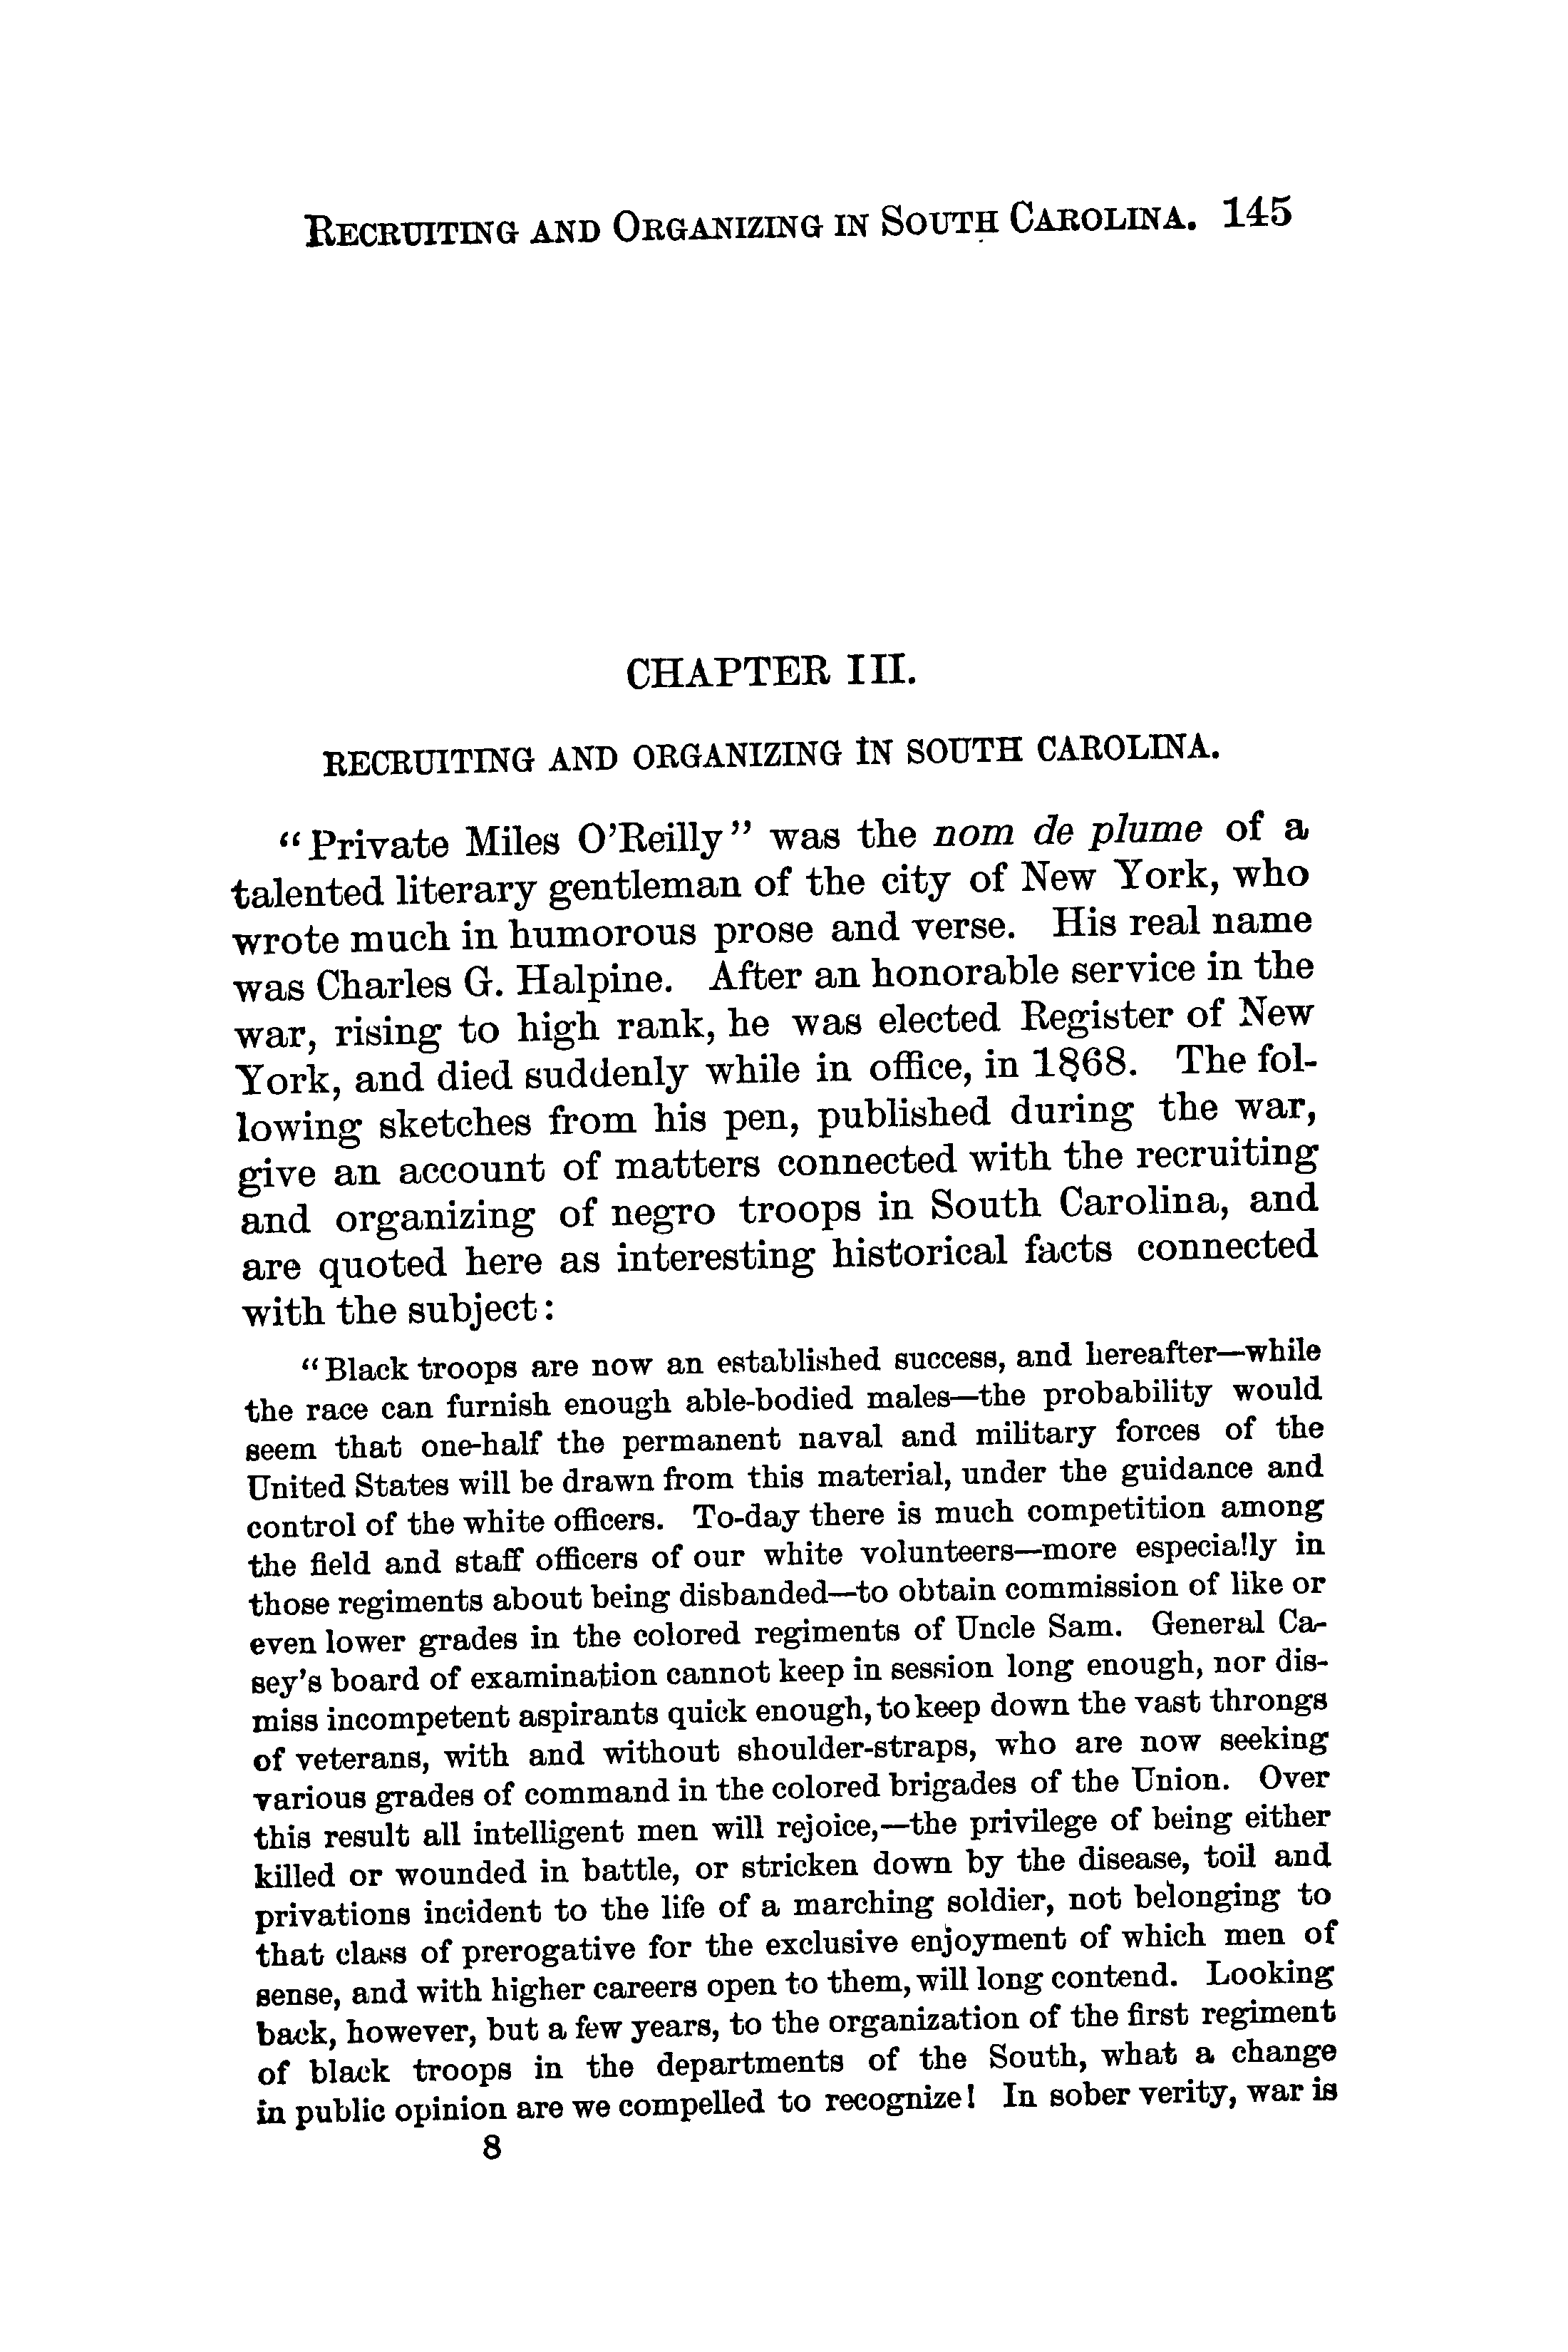 RECRUITING AND ORGANIZING IN SOUTH CAROLINA. 145
CHAPTER III.
RECRUITING AND ORGANIZING IN SOUTH CAROLINA.
“Private Miles O’Reilly” was the nom de plume of a
talented literary gentleman of the city of New York, who
wrote much in humorous prose and verse. His real name
was Charles G. Halpine. After an honorable service in the
war, rising to high rank, he was elected Register of New
York, and died suddenly while in office, in 1868. The fol-
lowing sketches from his pen, published during the war,
give an account of matters connected with the recruiting
and organizing of negro troops in South Carolina, and
are quoted here as interesting historical facts connected
with the subject:
“Black troops are now an established success, and hereafter—while
the race can furnish enough able-bodied males—the probability would
seem that one-half the permanent naval and military forces of the
United States will be drawn from this material, under the guidance and
control of the white officers. To-day there is much competition among
the field and staff officers of our white volunteers—more especially in
those regiments about being disbanded—to obtain commission of like or
even lower grades in the colored regiments of Uncle Sam. General Ca-
sey’s board of examination cannot keep in session long enough, nor dis-
miss incompetent aspirants quick enough, to keep down the vast throngs
of veterans, with and without shoulder-straps, who are now seeking
various grades of command in the colored brigades of the Union. Over
this result all intelligent men will rejoice,—the privilege of being either
killed or wounded in battle, or stricken down by the disease, toil and
privations incident to the life of a marching soldier, not belonging to
that class of prerogative for the exclusive enjoyment of which men of
sense, and with higher careers open to them, will long contend. Looking
back, however, but a few years, to the organization of the first regiment
of black troops in the departments of the South, what a change
in public opinion are we compelled to recognize! In sober verity, war is
8